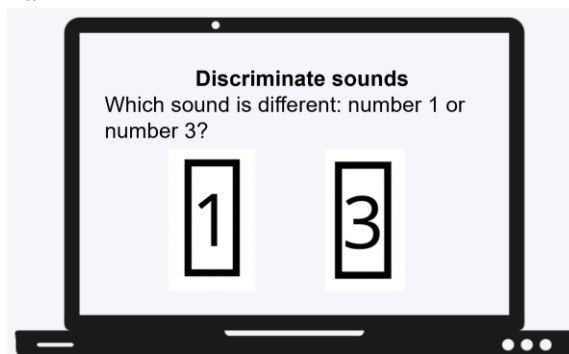 Discriminate sounds
Which sound is different: number 1 or
number 3?
1 3